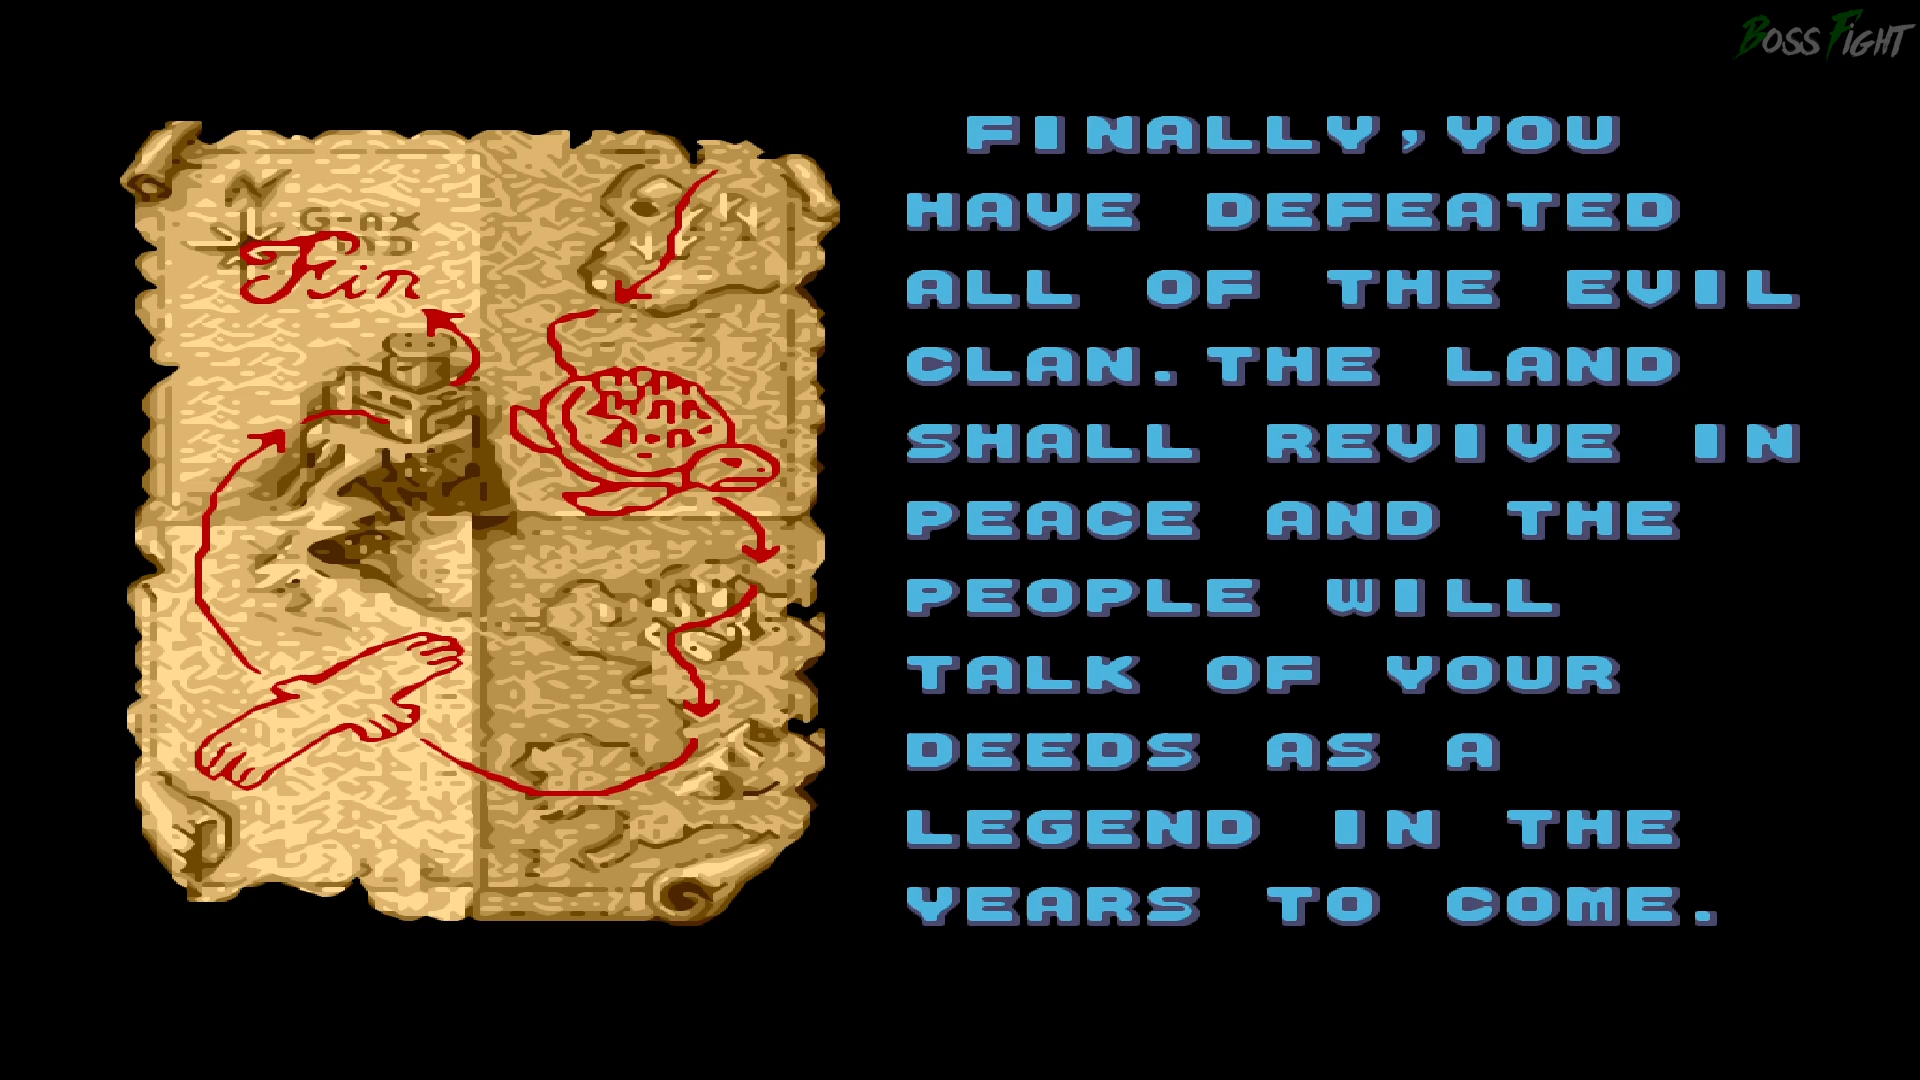 Boss Fight
G-AX
Fin
FINALLY,YOU
HAVE DEFEATED
ALL OF THE EVIL
CLAN.THE LAND
SHALL REVIVE IN
PEACE AND THE
PEOPLE WILL
TALK OF YOUR
DEEDS AS A
LEGEND IN THE
YEARS TO COME.